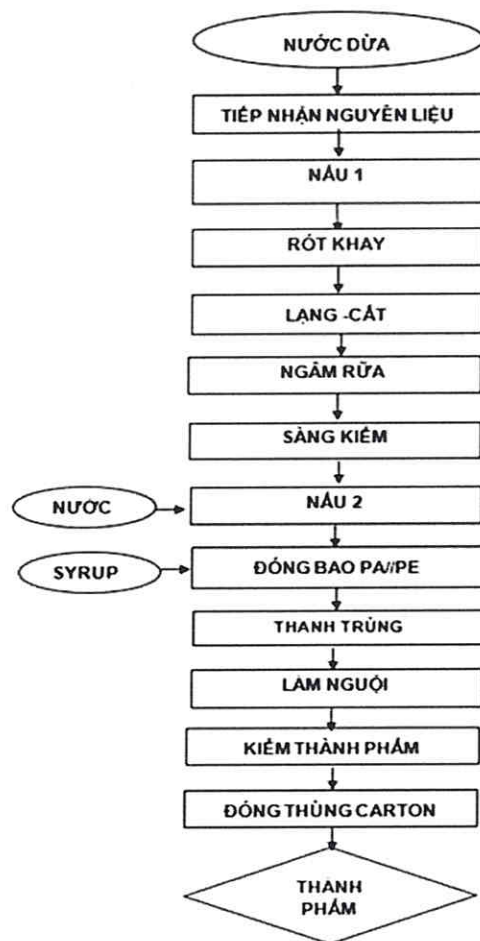 NƯỚC DỪA
TIẾP NHẬN NGUYÊN LIỆU
NẤU 1
RÓT KHAY
LẠNG -CẮT
NGÂM RỮA
SÀNG KIỂM
NƯỚC
NẤU 2
SYRUP
ĐÓNG BAO PA//PE
THANH TRÙNG
LÀM NGUỘI
KIỂM THÀNH PHẨM
ĐÓNG THÙNG CARTON
THÀNH
PHẨM